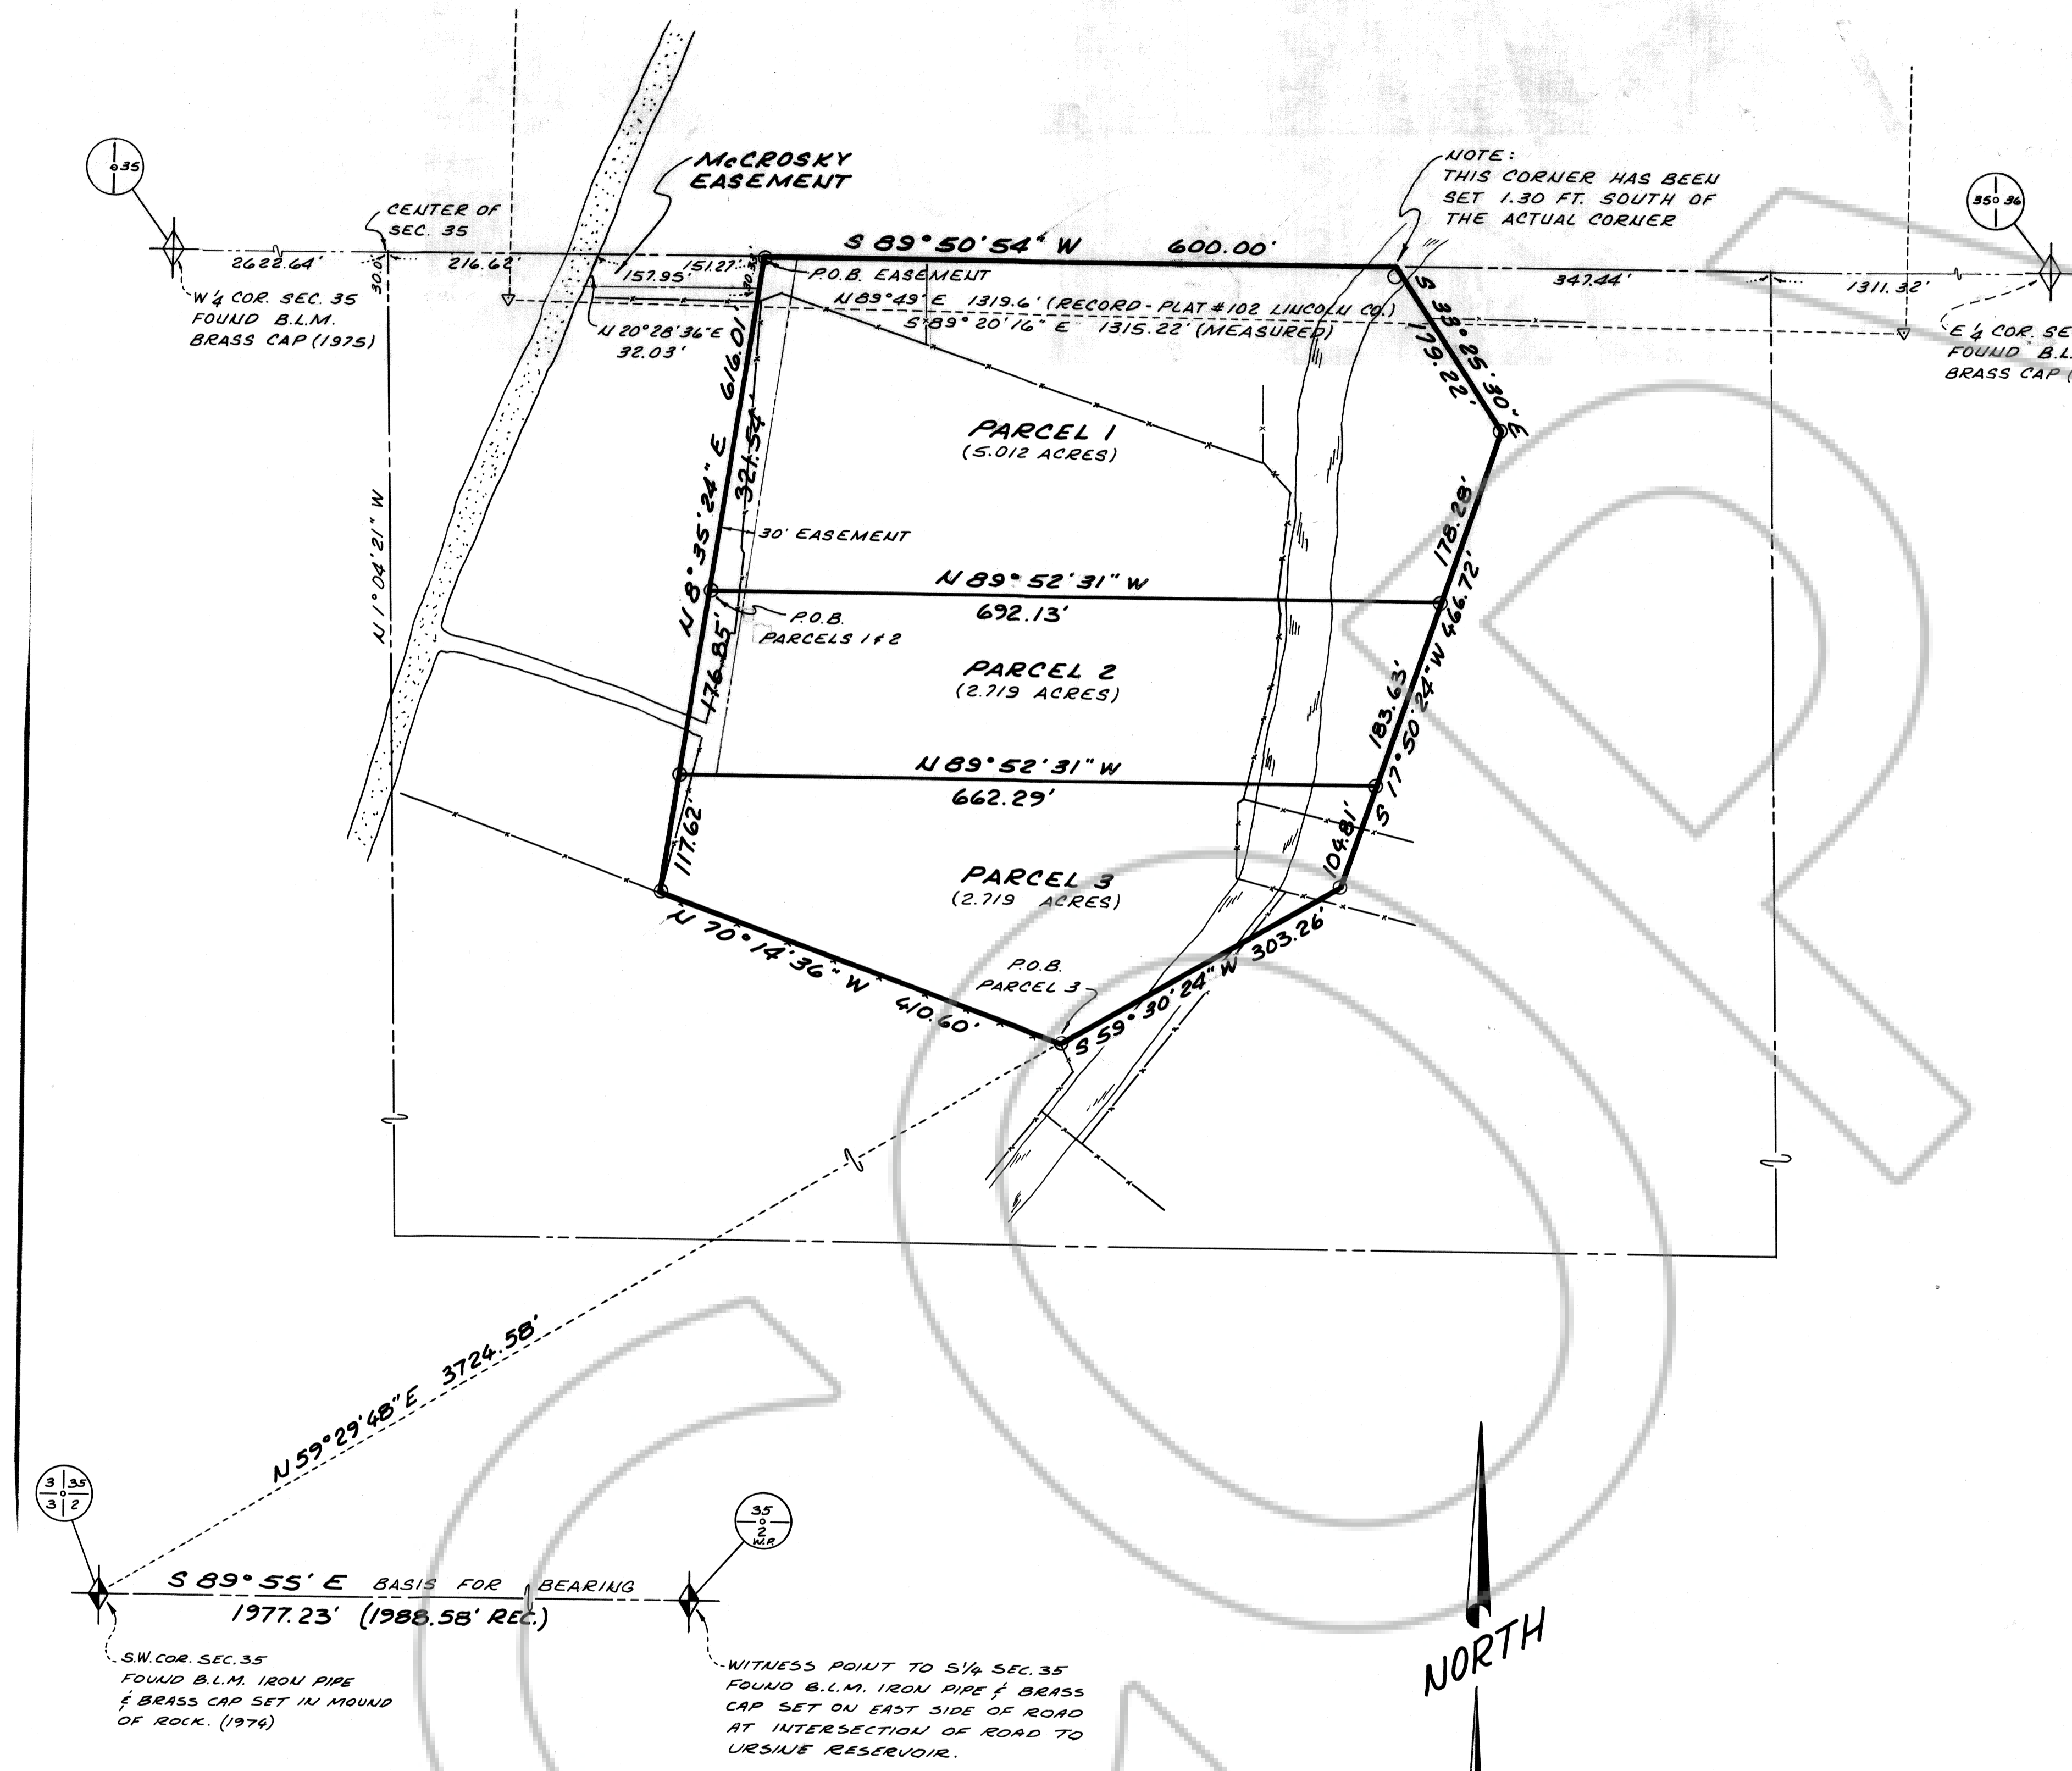 35
McCROSKY
EASEMENT
NOTE:
THIS CORNER HAS BEEN
SET 1.30 FT. SOUTH OF
THE ACTUAL CORNER
35 36
CENTER OF
SEC. 35
2622.64'
30.0'
216.62'
157.95'
151.27'
30.35'
S 89°50'54" W 600.00'
347.44'
1311.32'
P.O.B. EASEMENT
W 1/4 COR. SEC. 35
FOUND B.L.M.
BRASS CAP (1975)
N 20°28'36"E
32.03'
N 89°49' E 1319.6' (RECORD - PLAT #102 LINCOLN CO.)
S 89°20'16" E 1315.22' (MEASURED)
S 33°25'30" E
179.22'
E 1/4 COR. SE
FOUND B.L.
BRASS CAP (
N 8°35'24" E 616.01'
321.54'
PARCEL 1
(5.012 ACRES)
N 1°04'21" W
30' EASEMENT
178.28'
N 89°52'31" W
692.13'
P.O.B.
PARCELS 1 & 2
176.85'
PARCEL 2
(2.719 ACRES)
183.63'
S 17°50'24" W 466.72'
N 89°52'31" W
662.29'
117.62'
104.81'
PARCEL 3
(2.719 ACRES)
N 70°14'36" W 410.60'
P.O.B.
PARCEL 3
S 59°30'24" W 303.26'
N 59°29'48" E 3724.58'
3 35
3 2
35
2
W.P.
S 89°55' E BASIS FOR BEARING
1977.23' (1988.58' REC.)
S.W. COR. SEC. 35
FOUND B.L.M. IRON PIPE
& BRASS CAP SET IN MOUND
OF ROCK. (1974)
WITNESS POINT TO S 1/4 SEC. 35
FOUND B.L.M. IRON PIPE & BRASS
CAP SET ON EAST SIDE OF ROAD
AT INTERSECTION OF ROAD TO
URSINE RESERVOIR.
NORTH